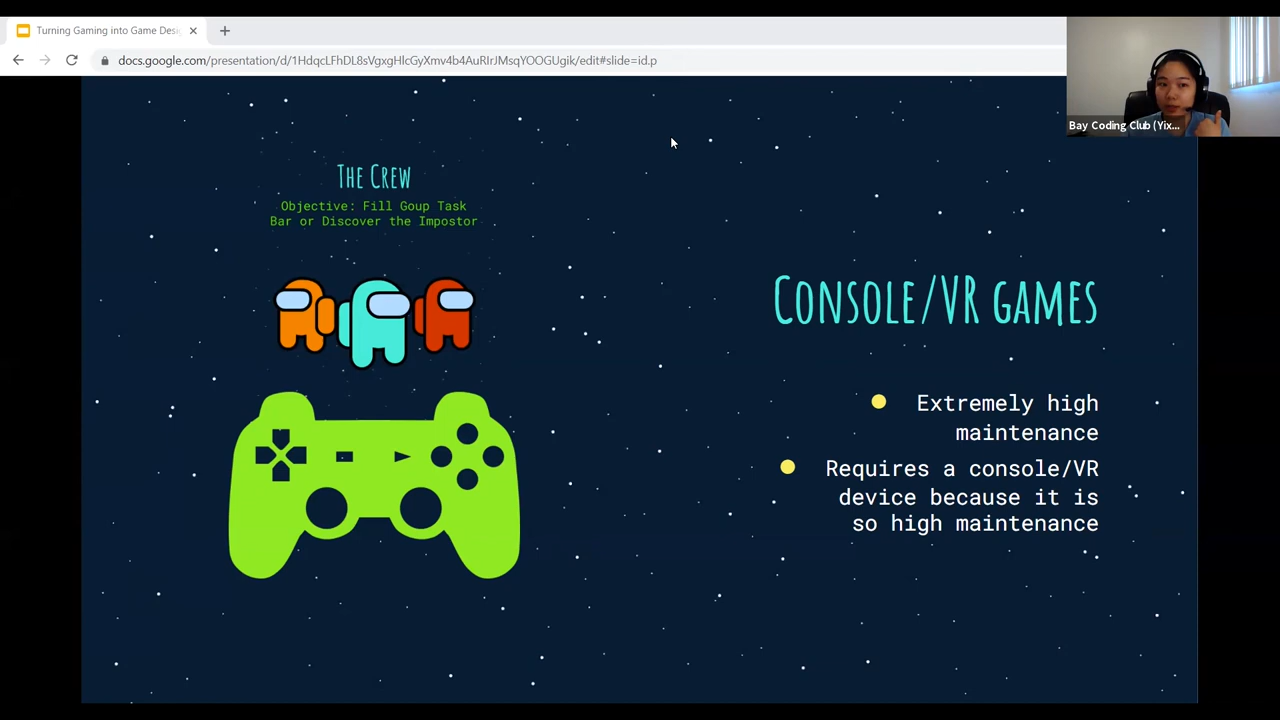 Turning Gaming into Game Desi
docs.google.com/presentation/d/1HdqcLFhDL8sVgxgHlcGyXmv4b4AuRIrJMsqYOOGUgik/edit#slide=id.p
Bay Coding Club (Yix...
The Crew
Objective: Fill Goup Task
Bar or Discover the Impostor
Console/VR games
Extremely high
maintenance
Requires a console/VR
device because it is
so high maintenance